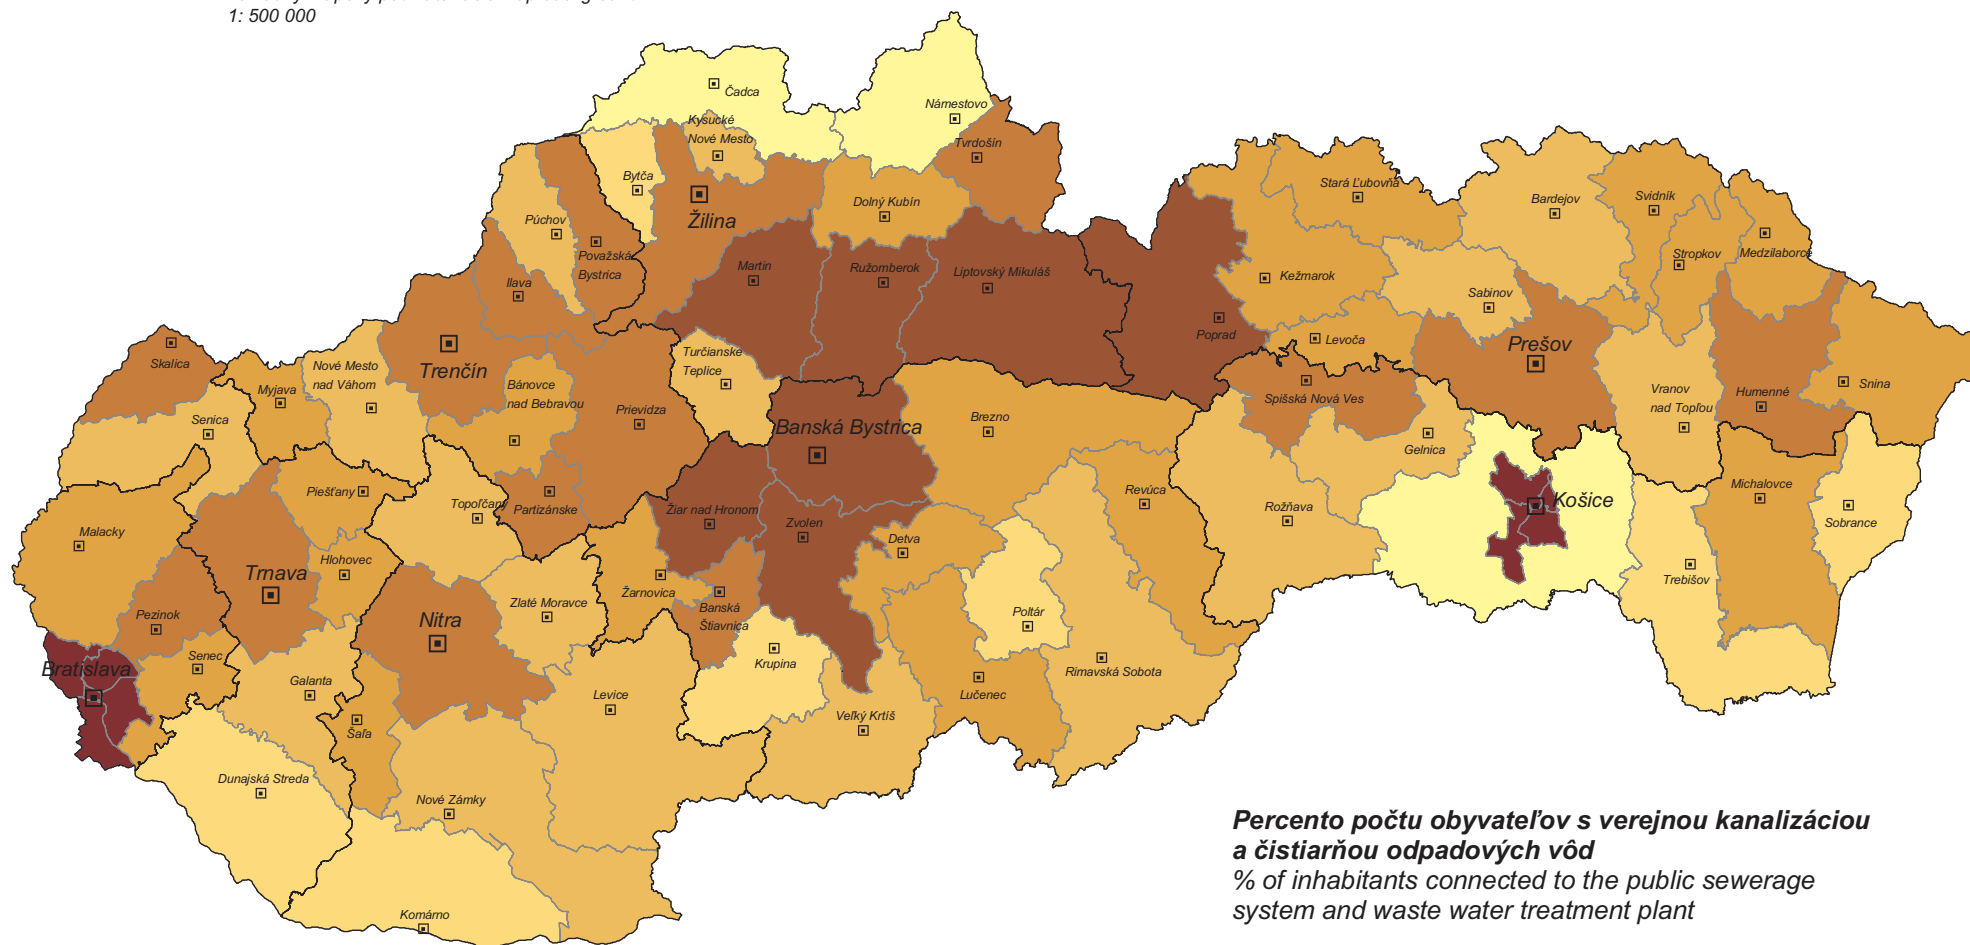 1: 500 000
Čadca
Námestovo
Kysucké
Nové Mesto
Tvrdošín
Bytča
Žilina
Dolný Kubín
Stará Ľubovňa
Bardejov
Svidník
Stropkov
Medzilaborce
Púchov
Považská
Bystrica
Ilava
Martin
Ružomberok
Liptovský Mikuláš
Kežmarok
Poprad
Sabinov
Levoča
Prešov
Skalica
Trenčín
Myjava
Nové Mesto
nad Váhom
Bánovce
nad Bebravou
Turčianske
Teplice
Prievidza
Senica
Banská Bystrica
Brezno
Spišská Nová Ves
Gelnica
Vranov
nad Topľou
Humenné
Snina
Piešťany
Topoľčany
Partizánske
Žiar nad Hronom
Zvolen
Detva
Revúca
Rožňava
Košice
Michalovce
Sobrance
Malacky
Trnava
Hlohovec
Žarnovica
Zlaté Moravce
Banská
Štiavnica
Poltár
Trebišov
Pezinok
Nitra
Krupina
Rimavská Sobota
Bratislava
Senec
Galanta
Levice
Lučenec
Šaľa
Veľký Krtíš
Dunajská Streda
Nové Zámky
Komárno
Percento počtu obyvateľov s verejnou kanalizáciou
a čistiarňou odpadových vôd
% of inhabitants connected to the public sewerage
system and waste water treatment plant